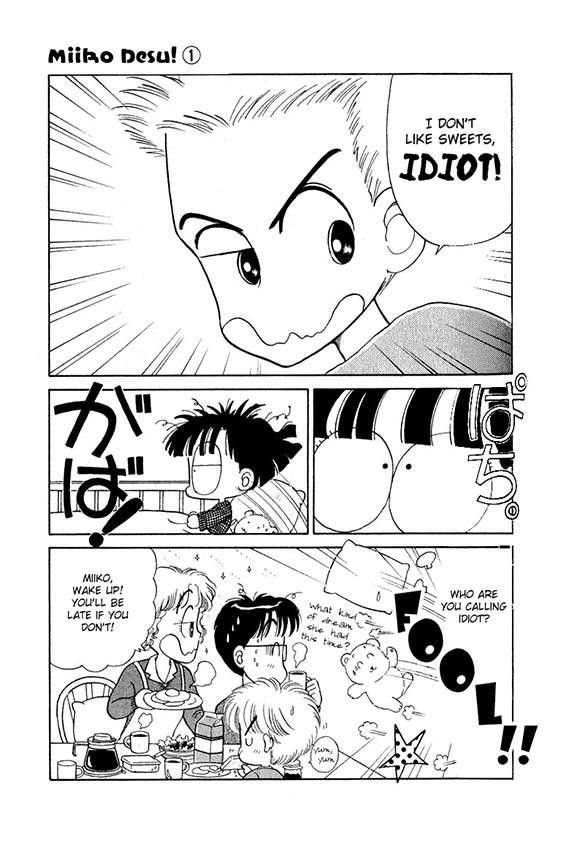 Miiko Desu! ①
I DON'T
LIKE SWEETS,
IDIOT!
ぱち。
がばっ!
MIIKO,
WAKE UP!
YOU'LL BE
LATE IF YOU
DON'T!
What kind
of dream
she had
this time?
WHO ARE
YOU CALLING
IDIOT?
FOOL!!
yum,
yum